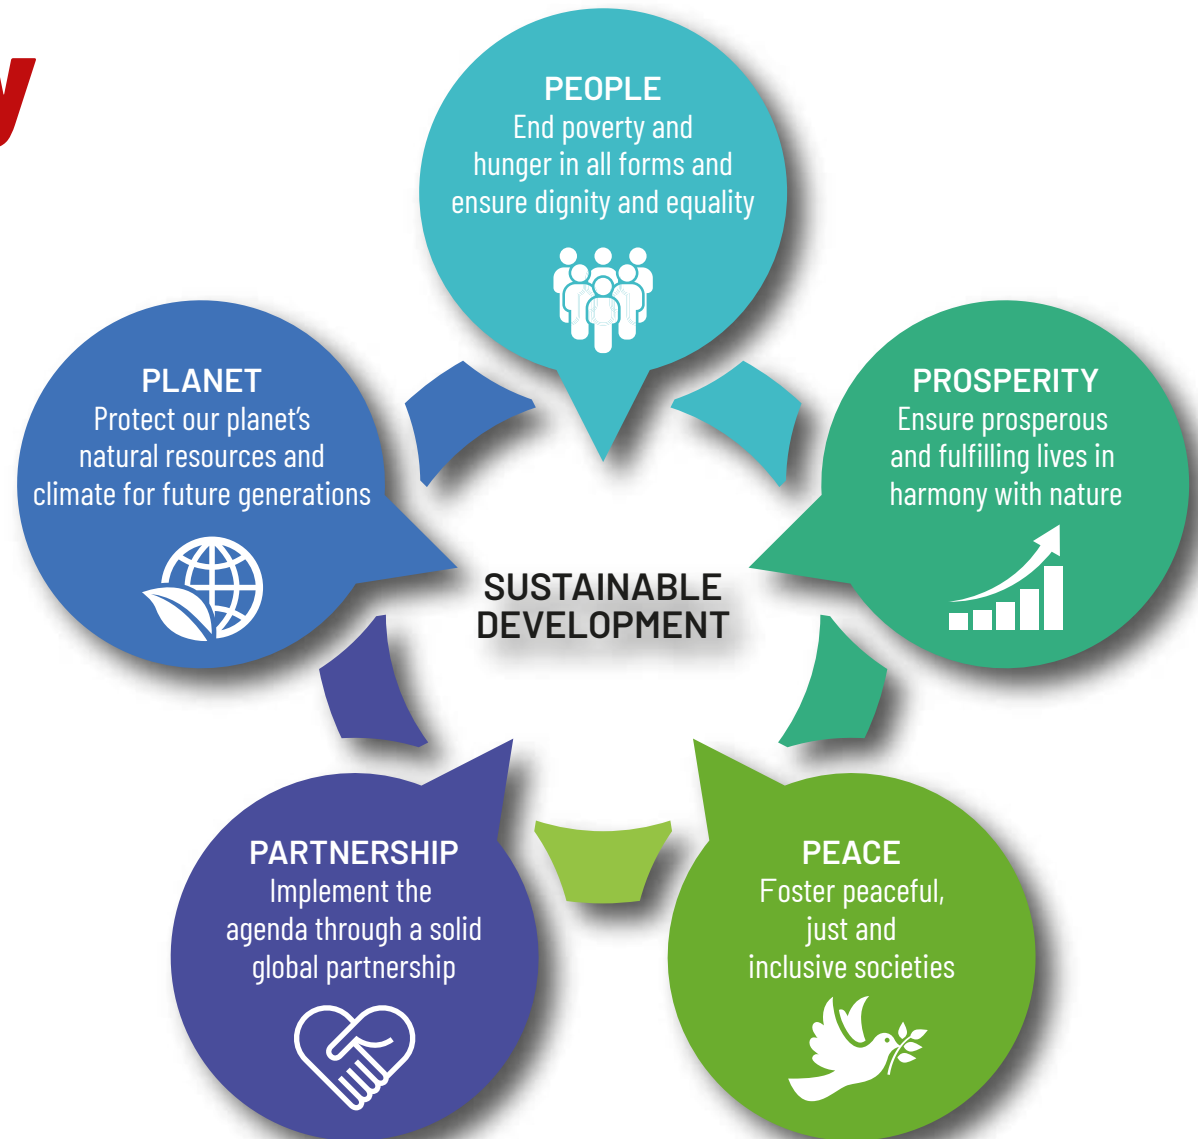 y
PEOPLE
End poverty and
hunger in all forms and
ensure dignity and equality
PLANET
Protect our planet's
natural resources and
climate for future generations
PROSPERITY
Ensure prosperous
and fulfilling lives in
harmony with nature
SUSTAINABLE
DEVELOPMENT
PARTNERSHIP
Implement the
agenda through a solid
global partnership
PEACE
Foster peaceful,
just and
inclusive societies